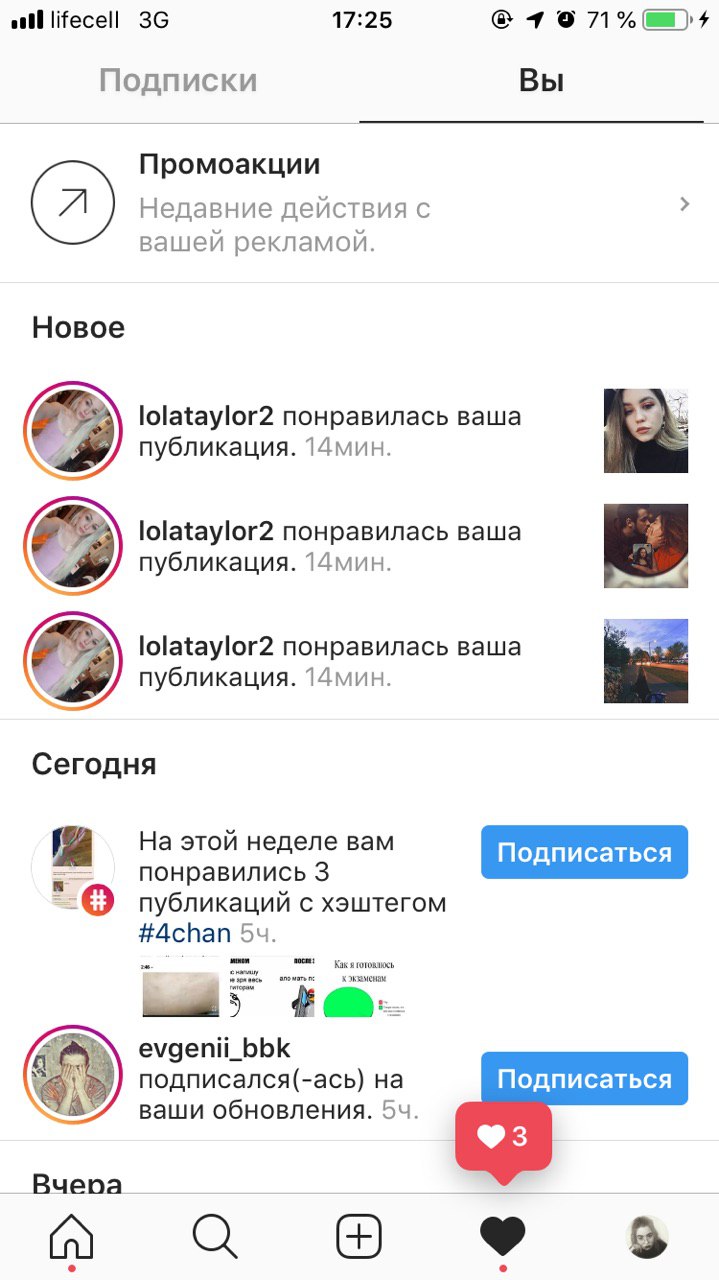 lifecell 3G 17:25 71 %
Подписки Вы
Промоакции
Недавние действия с
вашей рекламой.
Новое
lolataylor2 понравилась ваша
публикация. 14мин.
lolataylor2 понравилась ваша
публикация. 14мин.
lolataylor2 понравилась ваша
публикация. 14мин.
Сегодня
На этой неделе вам
понравились 3
публикаций с хэштегом
#4chan 5ч.
Подписаться
Как я готовлюсь
к экзаменам
evgenii_bbk
подписался(-ась) на
ваши обновления. 5ч.
Подписаться
3
Вчера